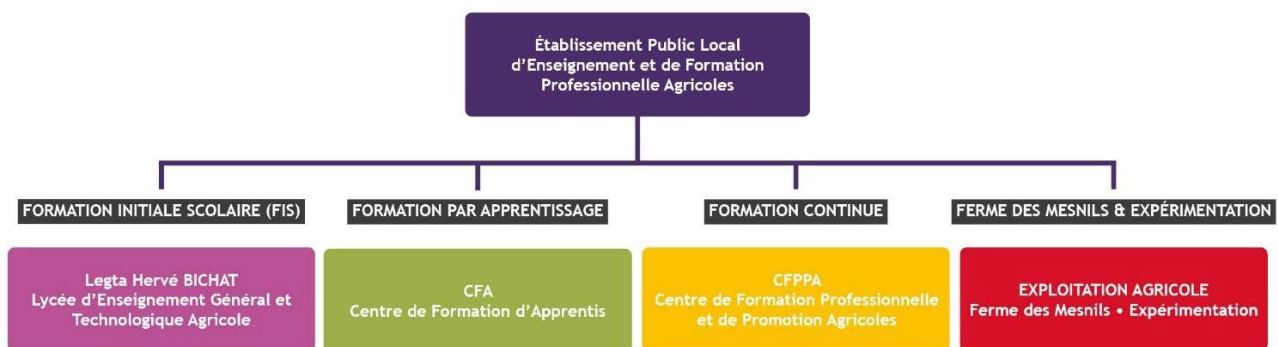 Établissement Public Local
d’Enseignement et de Formation
Professionnelle Agricoles
FORMATION INITIALE SCOLAIRE (FIS)
FORMATION PAR APPRENTISSAGE
FORMATION CONTINUE
FERME DES MESNILS & EXPÉRIMENTATION
Legta Hervé BICHAT
Lycée d’Enseignement Général et
Technologique Agricole
CFA
Centre de Formation d’Apprentis
CFPPA
Centre de Formation Professionnelle
et de Promotion Agricoles
EXPLOITATION AGRICOLE
Ferme des Mesnils • Expérimentation